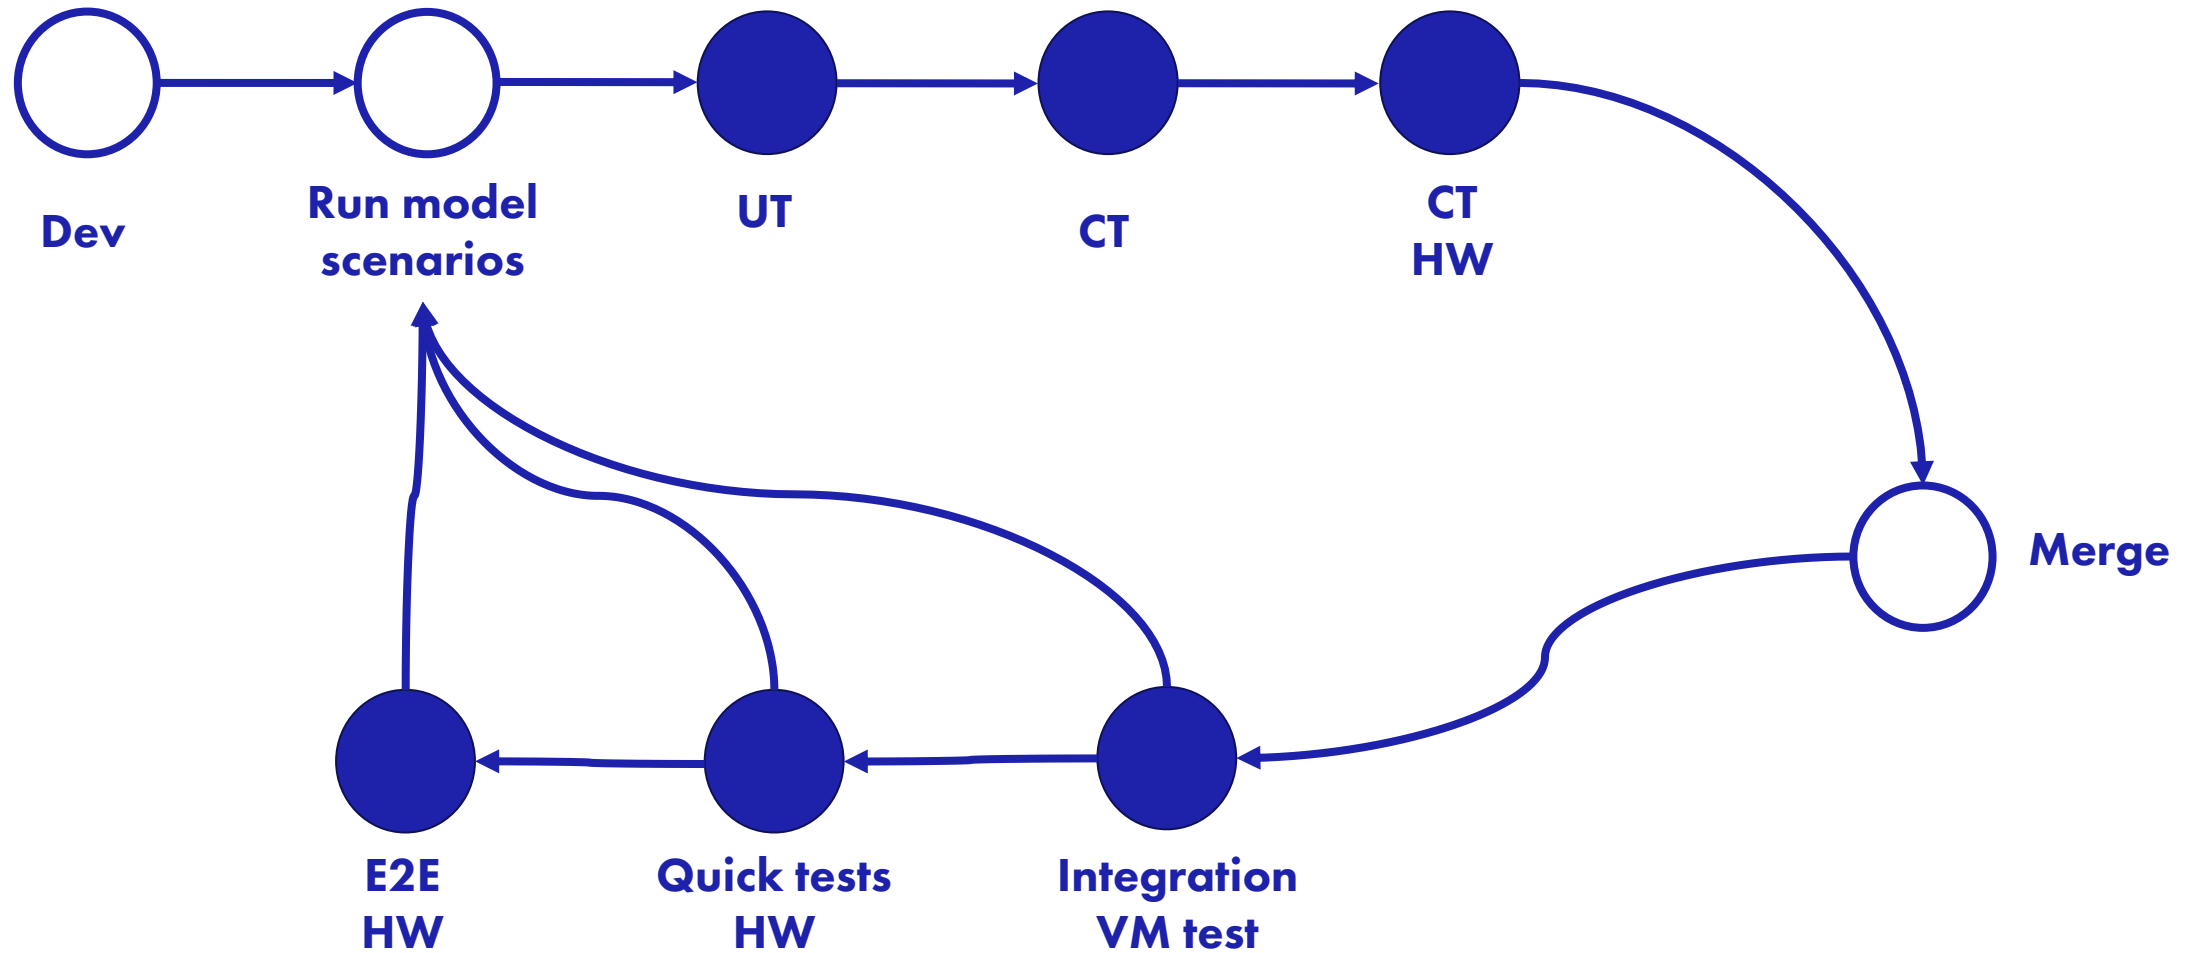 Dev
Run model
scenarios
UT
CT
CT
HW
Merge
E2E
HW
Quick tests
HW
Integration
VM test